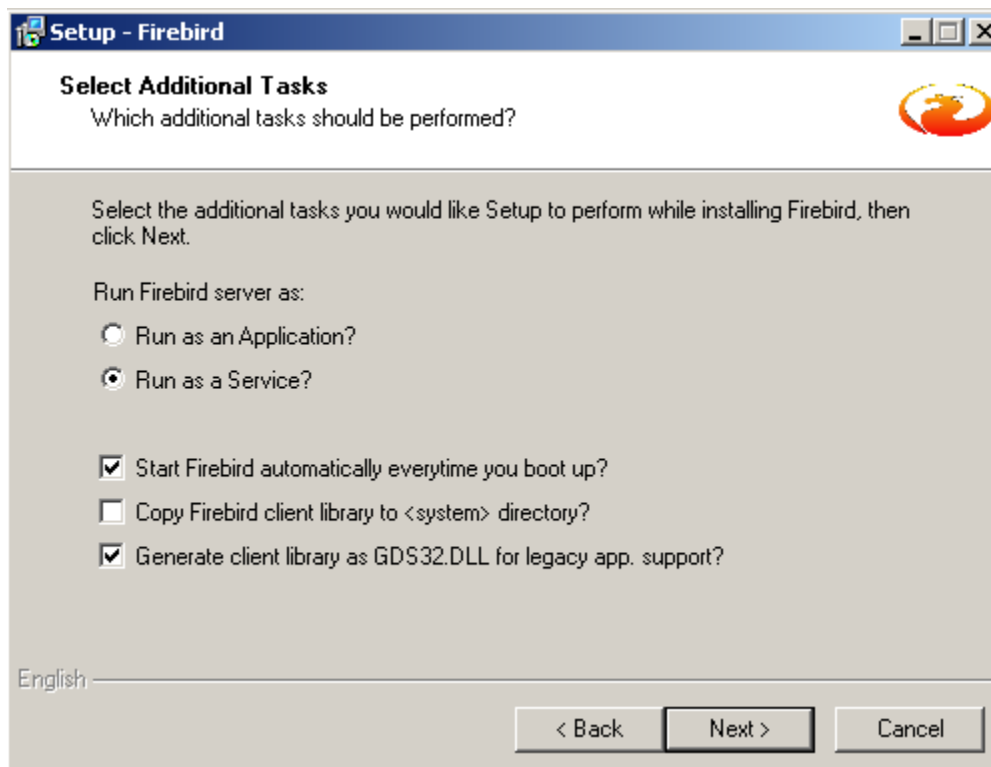 Setup - Firebird
Select Additional Tasks
Which additional tasks should be performed?
Select the additional tasks you would like Setup to perform while installing Firebird, then
click Next.
Run Firebird server as:
Run as an Application?
Run as a Service?
Start Firebird automatically everytime you boot up?
Copy Firebird client library to <system> directory?
Generate client library as GDS32.DLL for legacy app. support?
English
< Back
Next >
Cancel